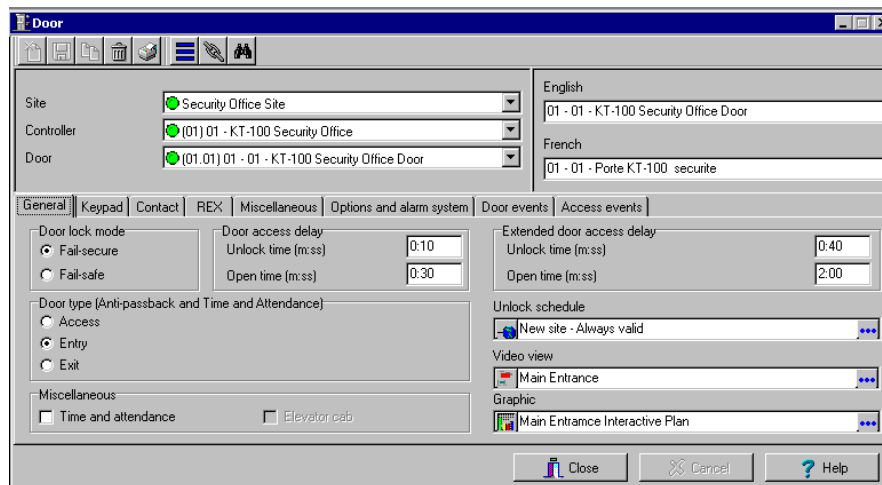 Door
Site
Security Office Site
Controller
(01) 01 - KT-100 Security Office
Door
(01.01) 01 - 01 - KT-100 Security Office Door
English
01 - 01 - KT-100 Security Office Door
French
01 - 01 - Porte KT-100 securite
General Keypad Contact REX Miscellaneous Options and alarm system Door events Access events
Door lock mode
Fail-secure
Fail-safe
Door access delay
Unlock time (m:ss) 0:10
Open time (m:ss) 0:30
Extended door access delay
Unlock time (m:ss) 0:40
Open time (m:ss) 2:00
Door type (Anti-passback and Time and Attendance)
Access
Entry
Exit
Unlock schedule
New site - Always valid
Video view
Main Entrance
Miscellaneous
Time and attendance Elevator cab
Graphic
Main Entramce Interactive Plan
Close Cancel Help